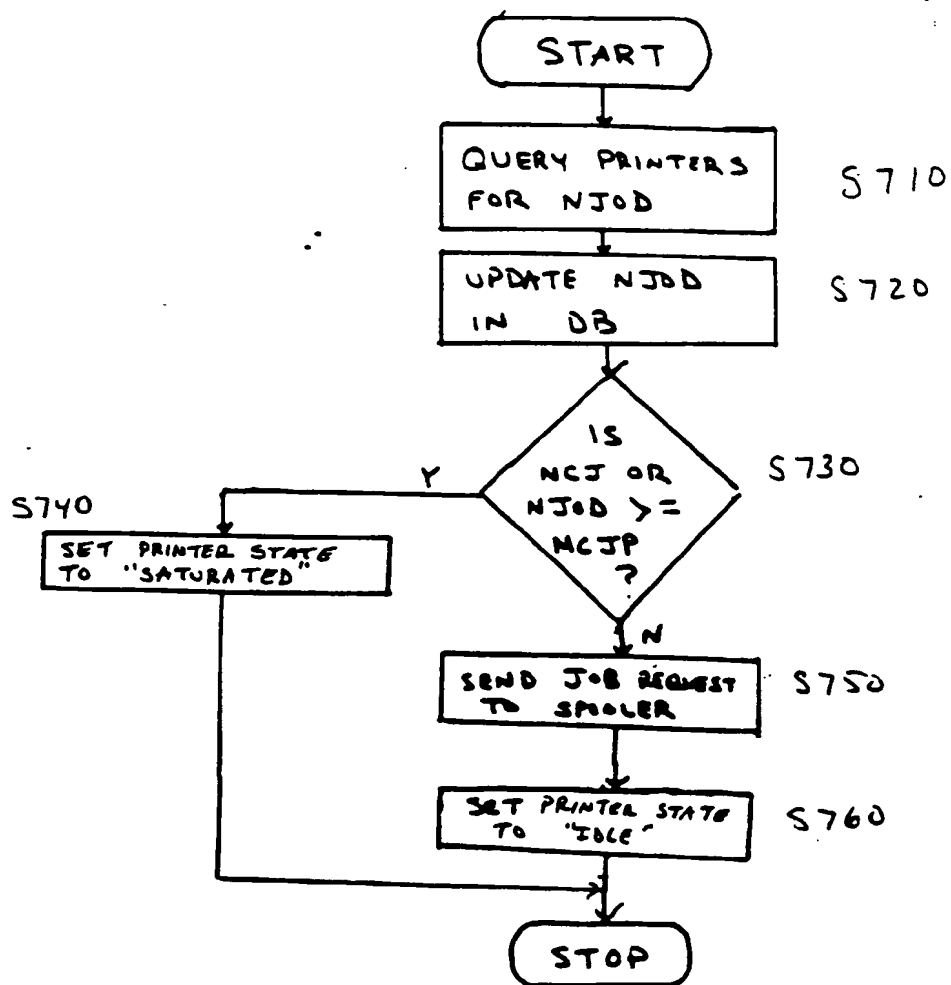 START
QUERY PRINTERS
FOR NJOD
S710
UPDATE NJOD
IN DB
S720
IS
NCJ OR
NJOD >=
MCJP
?
S730
Y
S740
SET PRINTER STATE
TO "SATURATED"
N
SEND JOB REQUEST
TO SPOOLER
S750
SET PRINTER STATE
TO "IDLE"
S760
STOP